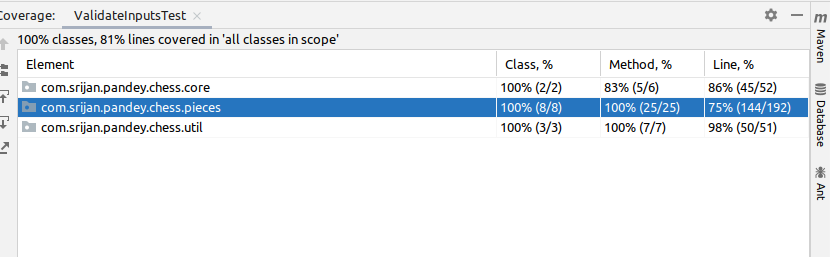 Coverage: ValidateInputsTest
100% classes, 81% lines covered in 'all classes in scope'
Element Class, % Method, % Line, %
com.srijan.pandey.chess.core 100% (2/2) 83% (5/6) 86% (45/52)
com.srijan.pandey.chess.pieces 100% (8/8) 100% (25/25) 75% (144/192)
com.srijan.pandey.chess.util 100% (3/3) 100% (7/7) 98% (50/51)
m
Maven
Database
Ant